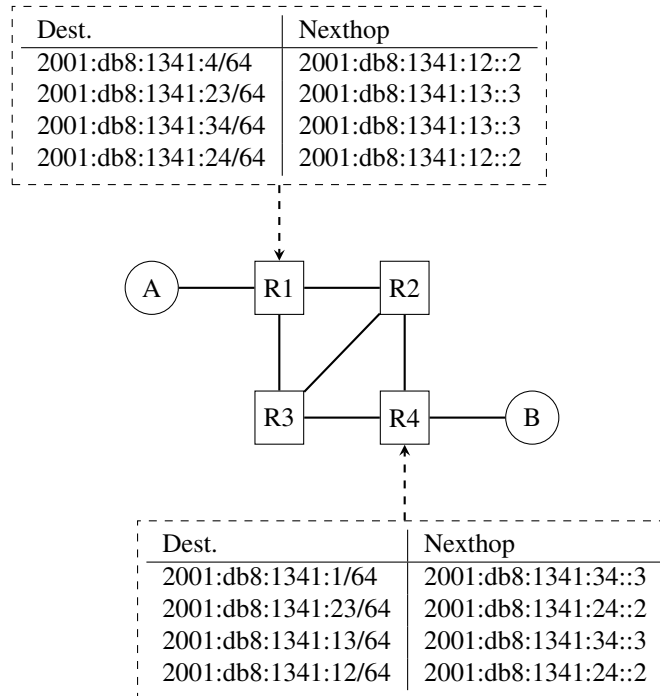 Dest. Nexthop
2001:db8:1341:4/64 2001:db8:1341:12::2
2001:db8:1341:23/64 2001:db8:1341:13::3
2001:db8:1341:34/64 2001:db8:1341:13::3
2001:db8:1341:24/64 2001:db8:1341:12::2
A R1 R2
R3 R4 B
Dest. Nexthop
2001:db8:1341:1/64 2001:db8:1341:34::3
2001:db8:1341:23/64 2001:db8:1341:24::2
2001:db8:1341:13/64 2001:db8:1341:34::3
2001:db8:1341:12/64 2001:db8:1341:24::2